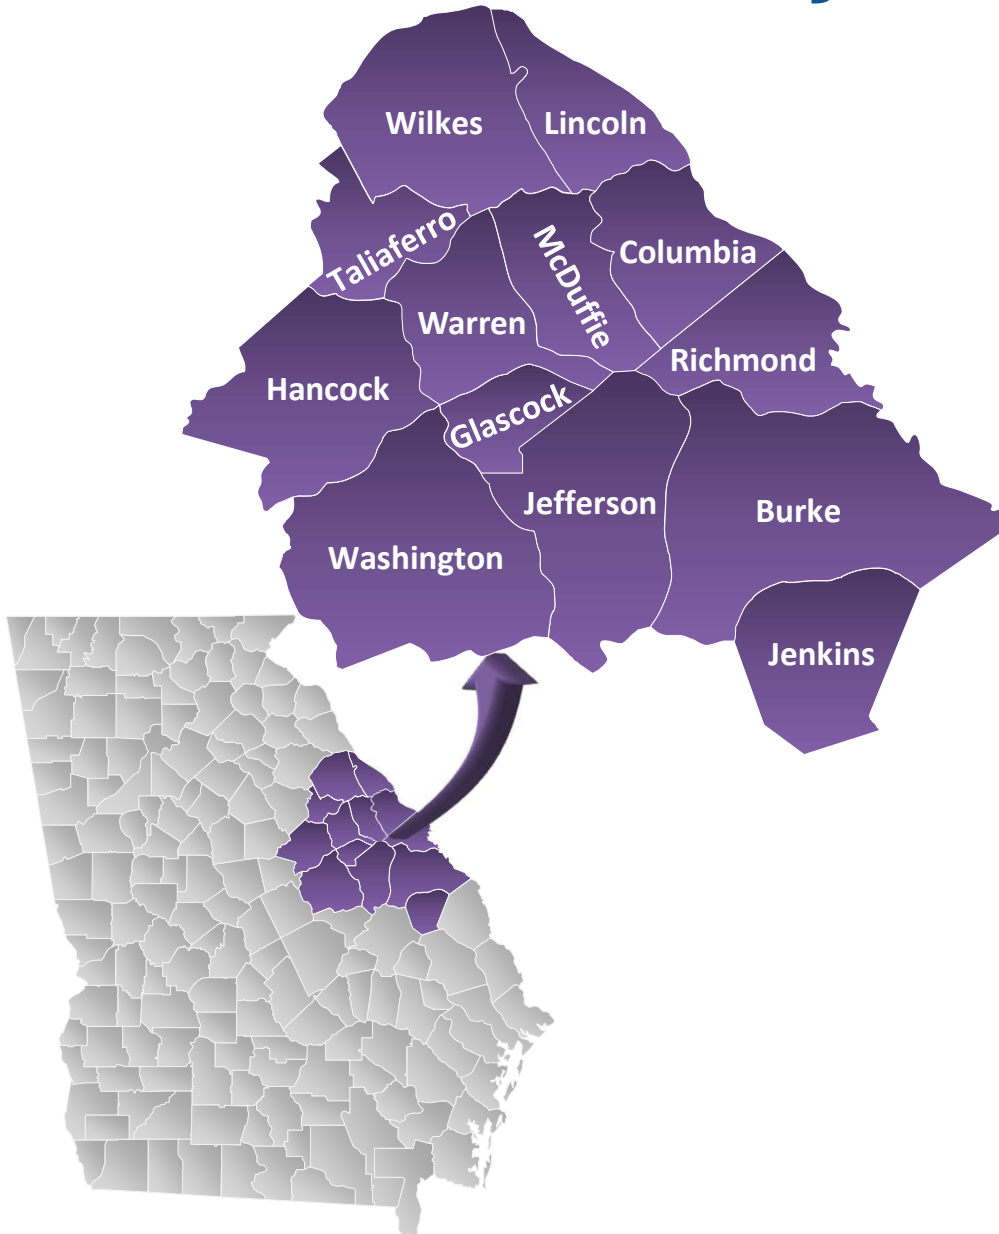 Wilkes
Lincoln
Taliaferro
McDuffie
Columbia
Warren
Richmond
Hancock
Glascock
Jefferson
Burke
Washington
Jenkins